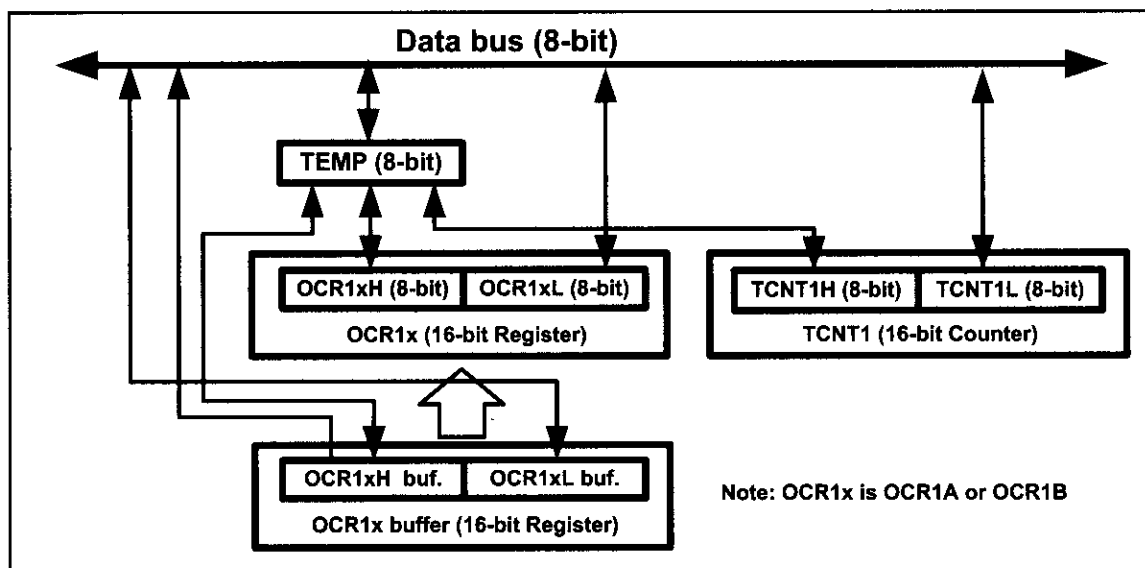 Data bus (8-bit)
TEMP (8-bit)
OCR1xH (8-bit) OCR1xL (8-bit)
OCR1x (16-bit Register)
TCNT1H (8-bit) TCNT1L (8-bit)
TCNT1 (16-bit Counter)
OCR1xH buf. OCR1xL buf.
OCR1x buffer (16-bit Register)
Note: OCR1x is OCR1A or OCR1B